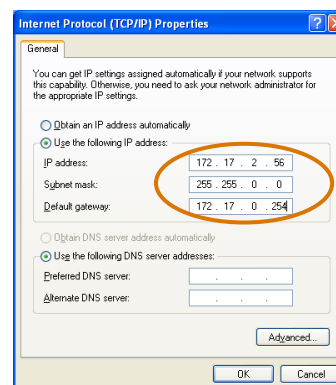 Internet Protocol (TCP/IP) Properties
General
You can get IP settings assigned automatically if your network supports
this capability. Otherwise, you need to ask your network administrator for
the appropriate IP settings.
Obtain an IP address automatically
Use the following IP address:
IP address: 172 . 17 . 2 . 56
Subnet mask: 255 . 255 . 0 . 0
Default gateway: 172 . 17 . 0 . 254
Obtain DNS server address automatically
Use the following DNS server addresses:
Preferred DNS server: . . .
Alternate DNS server: . . .
Advanced...
OK Cancel